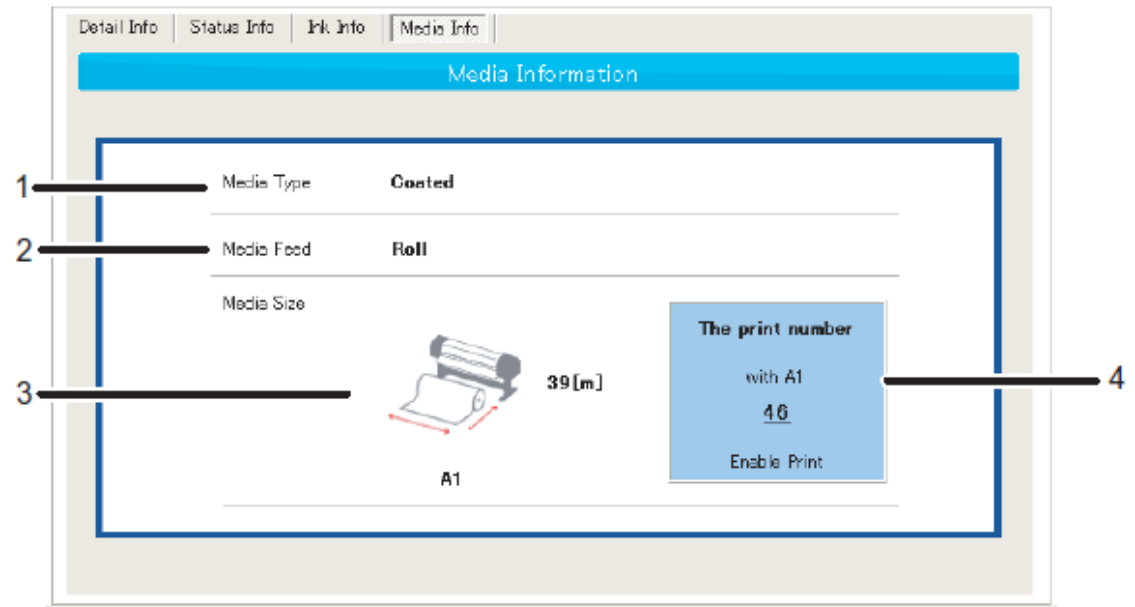 Detail Info Status Info Ink Info Media Info
Media Information
1 Media Type Coated
2 Media Feed Roll
Media Size
The print number
with A1
3 39[m] 4
46
Enable Print
A1